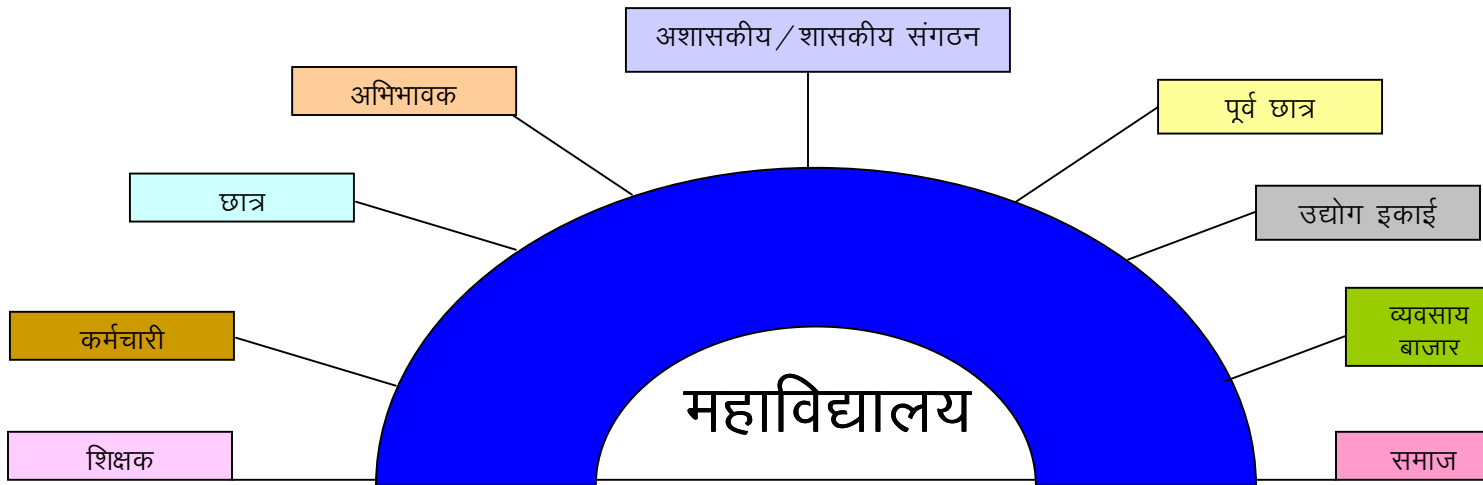 अशासकीय/शासकीय संगठन
अभिभावक
पूर्व छात्र
छात्र
उद्योग इकाई
कर्मचारी
व्यवसाय
बाजार
महाविद्यालय
शिक्षक
समाज